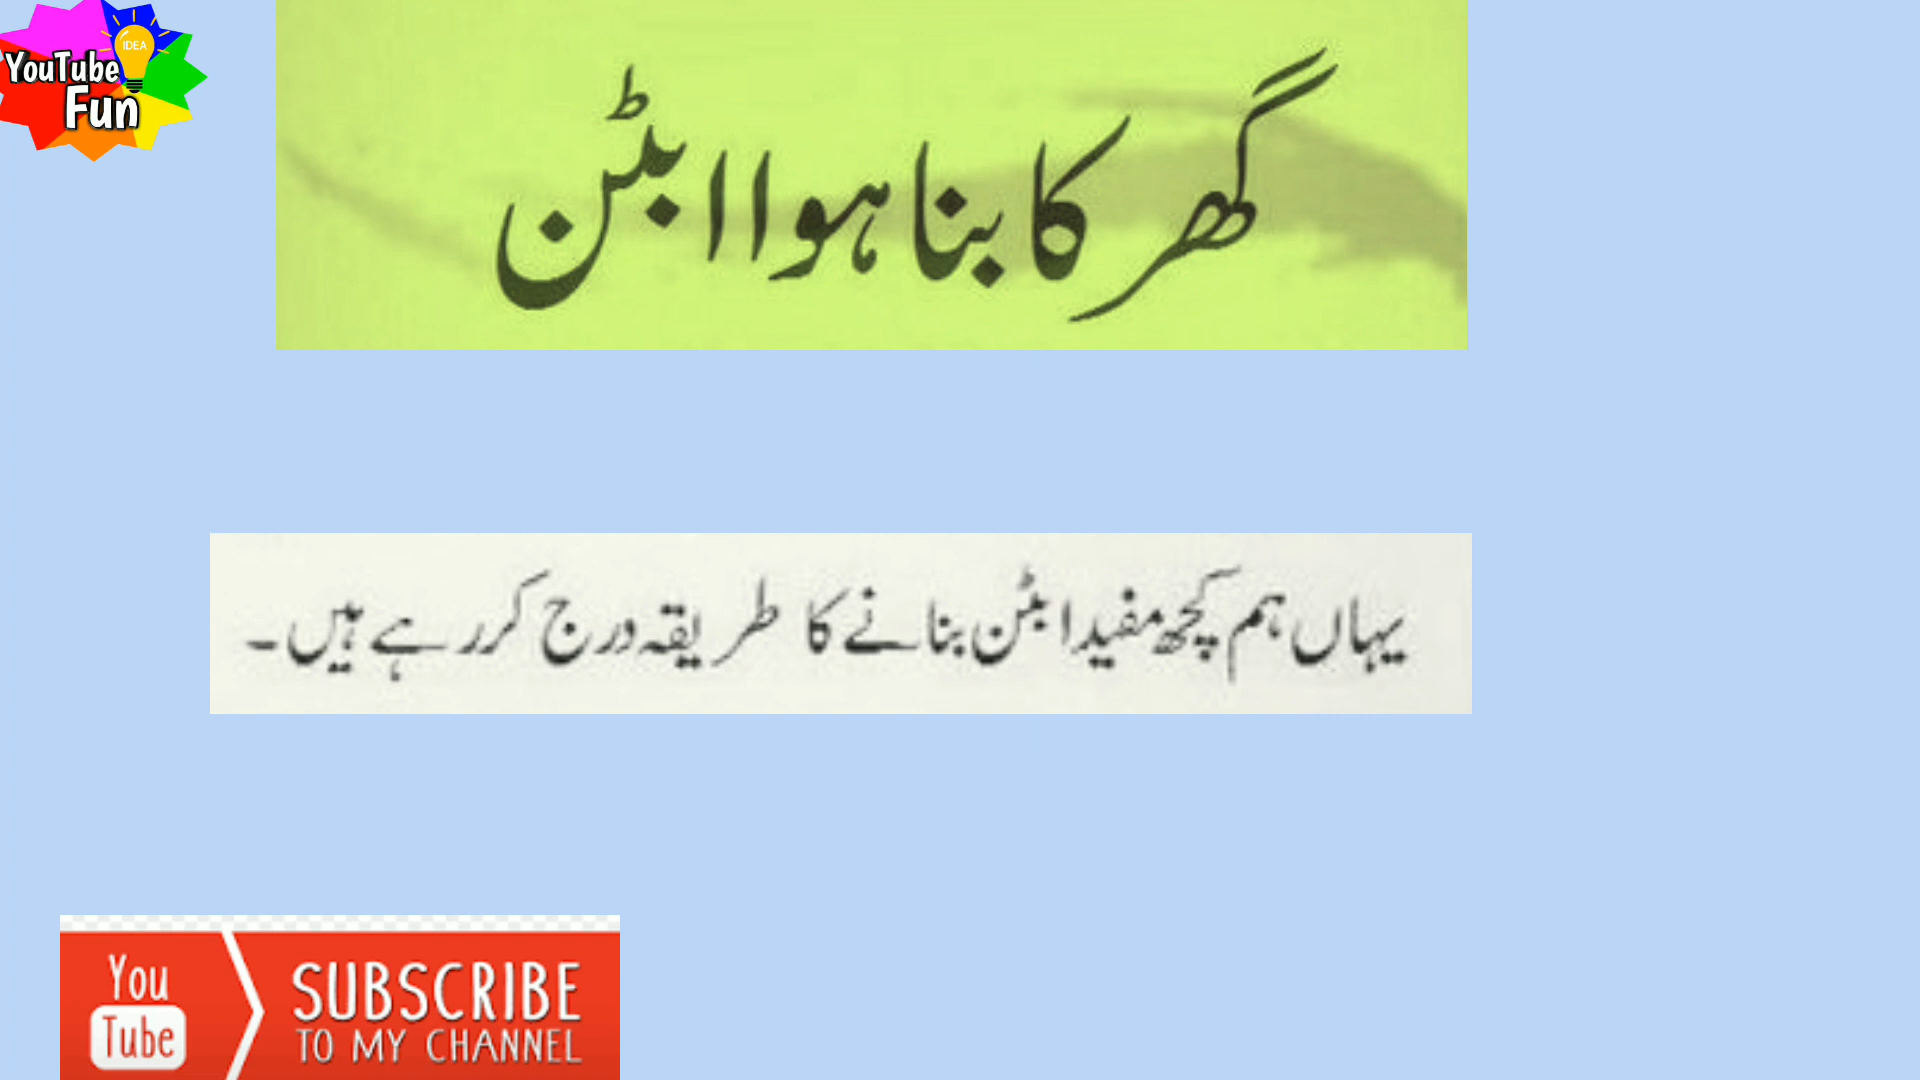 IDEA
YouTube
Fun
گھر کا بنا ہوا ابٹن
یہاں ہم کچھ مفید ابٹن بنانے کا طریقہ درج کر رہے ہیں۔
You
Tube
SUBSCRIBE
TO MY CHANNEL